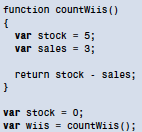 function countWiis()
{
var stock = 5;
var sales = 3;
return stock - sales;
}
var stock = 0;
var wiis = countWiis();